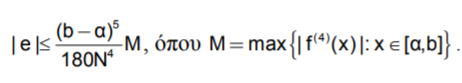 | e |≤ (b – α)⁵ / 180N⁴ M, όπου M = max{| f⁽⁴⁾(x) |: x ∈ [α,b]} .